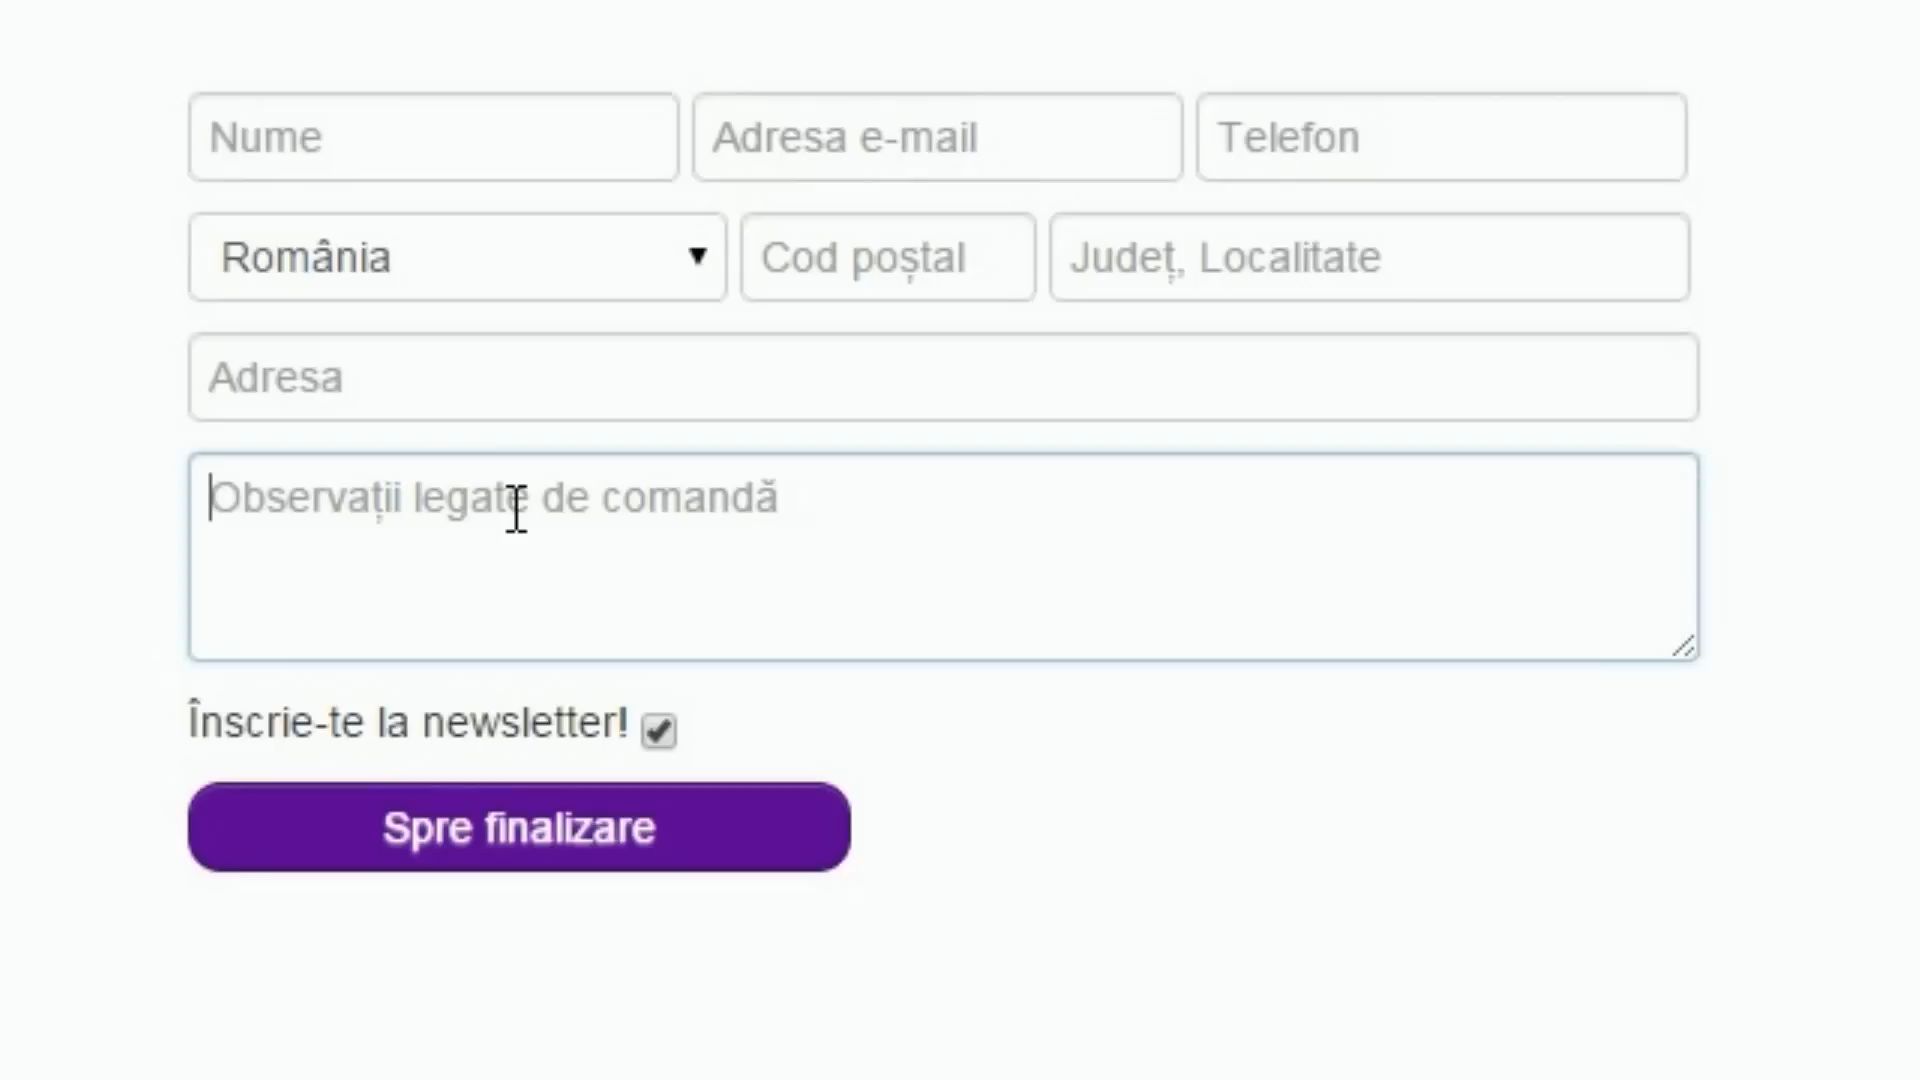 Nume Adresa e-mail Telefon
România Cod poștal Județ, Localitate
Adresa
Observații legate de comandă
Înscrie-te la newsletter!
Spre finalizare